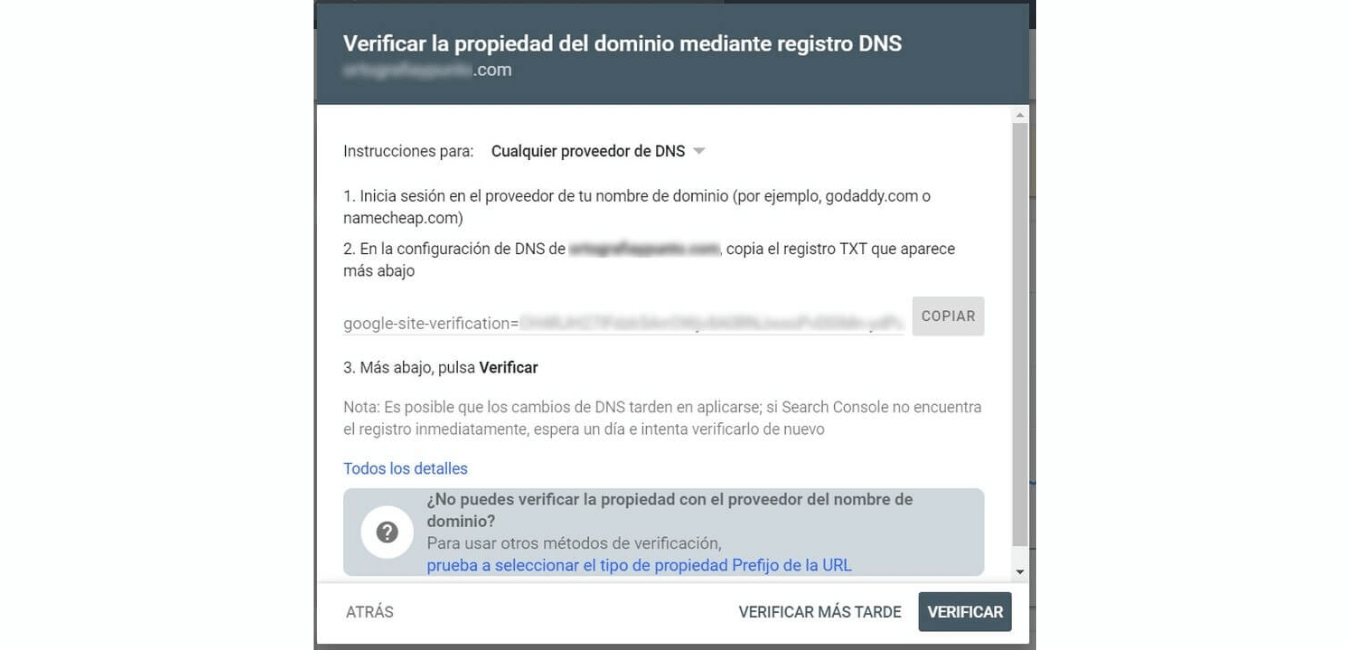 Verificar la propiedad del dominio mediante registro DNS
.com
Instrucciones para: Cualquier proveedor de DNS
1. Inicia sesión en el proveedor de tu nombre de dominio (por ejemplo, godaddy.com o
namecheap.com)
2. En la configuración de DNS de , copia el registro TXT que aparece
más abajo
google-site-verification=
COPIAR
3. Más abajo, pulsa Verificar
Nota: Es posible que los cambios de DNS tarden en aplicarse; si Search Console no encuentra
el registro inmediatamente, espera un día e intenta verificarlo de nuevo
Todos los detalles
¿No puedes verificar la propiedad con el proveedor del nombre de
dominio?
Para usar otros métodos de verificación,
prueba a seleccionar el tipo de propiedad Prefijo de la URL
ATRÁS
VERIFICAR MÁS TARDE
VERIFICAR